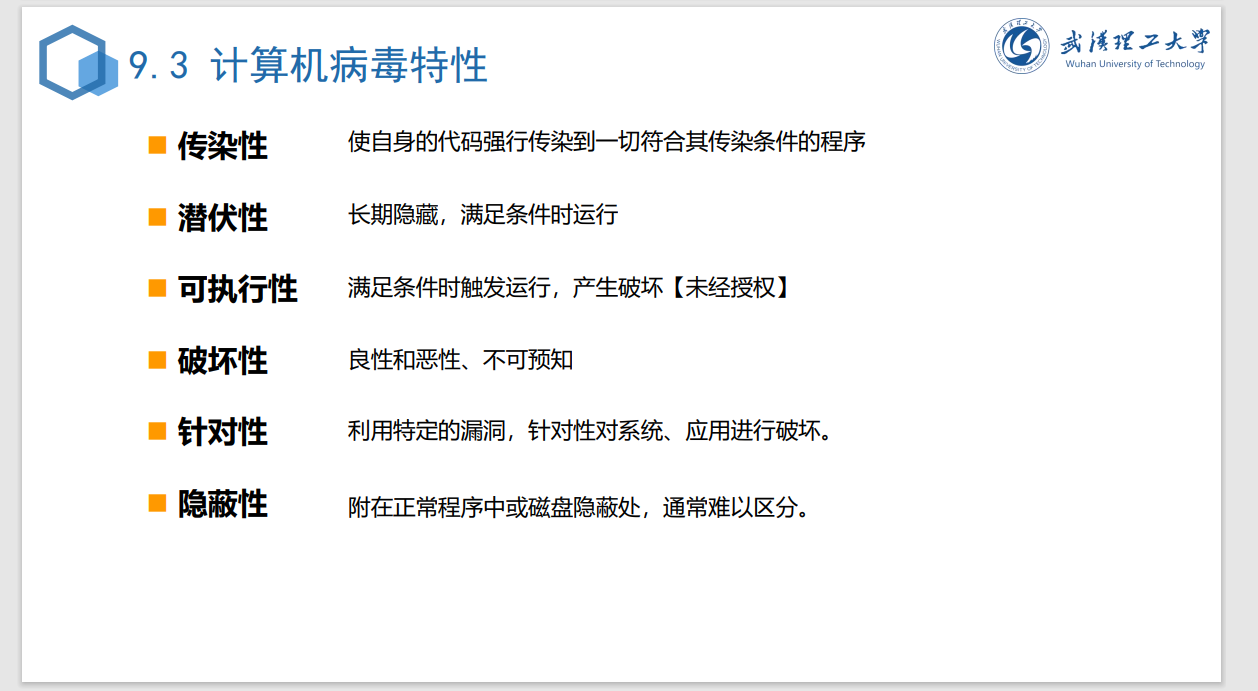 9.3 计算机病毒特性
武汉理工大学
Wuhan University of Technology
传染性 使自身的代码强行传染到一切符合其传染条件的程序
潜伏性 长期隐藏，满足条件时运行
可执行性 满足条件时触发运行，产生破坏【未经授权】
破坏性 良性和恶性、不可预知
针对性 利用特定的漏洞，针对性对系统、应用进行破坏。
隐蔽性 附在正常程序中或磁盘隐蔽处，通常难以区分。